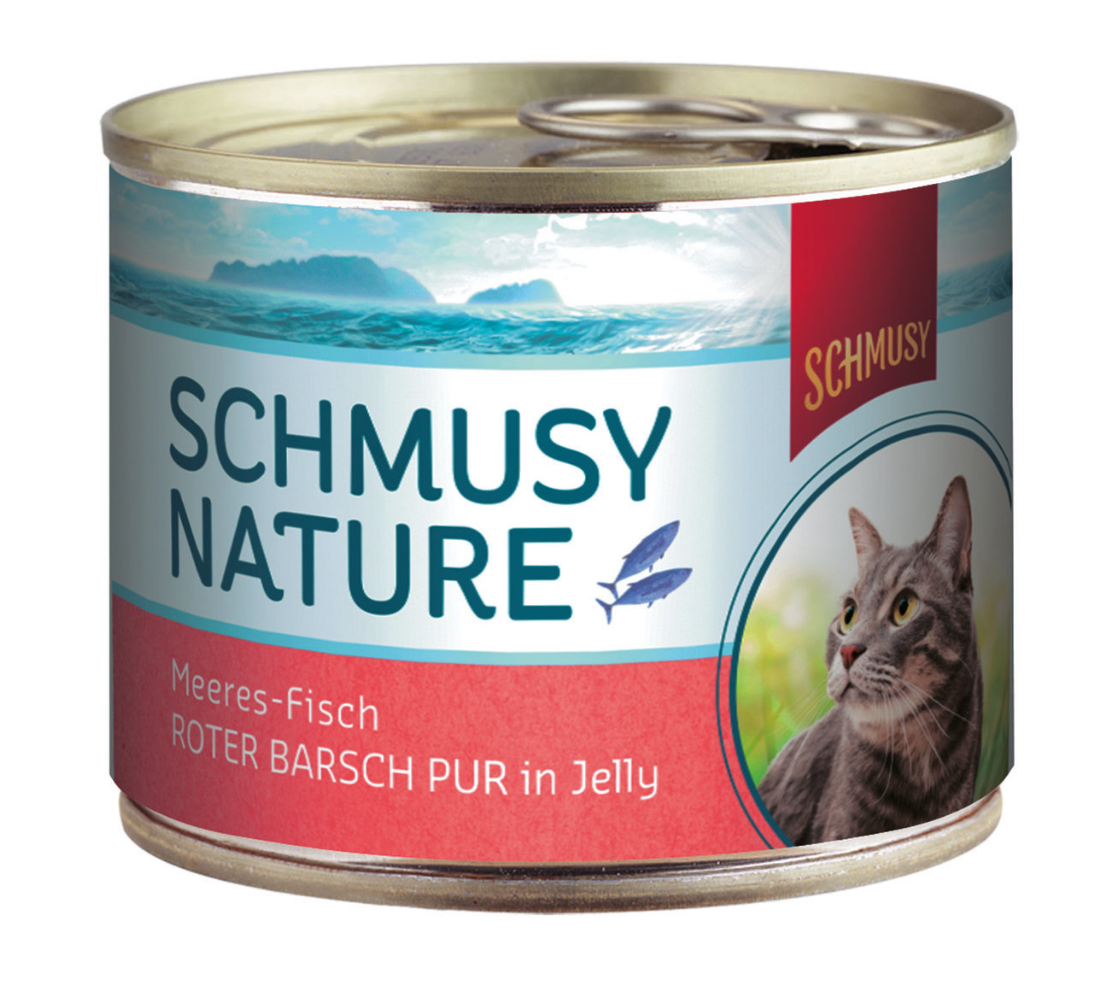 SCHMUSY
SCHMUSY
NATURE
Meeres-Fisch
ROTER BARSCH PUR in Jelly